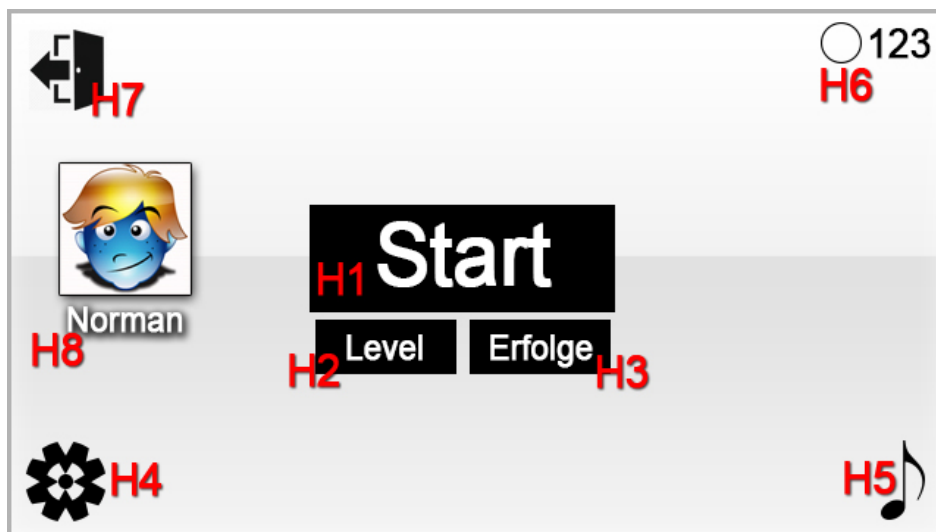 123
H7
H6
Start
H1
Norman
Level
Erfolge
H8
H2
H3
H4
H5